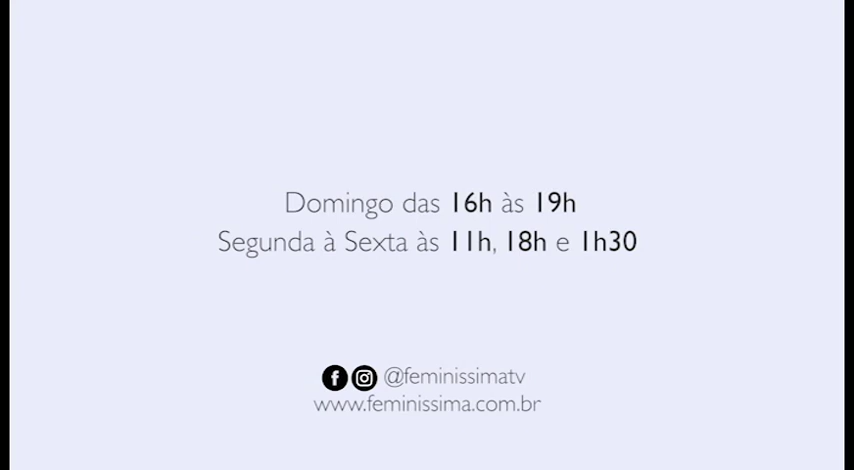 Domingo das 16h às 19h
Segunda à Sexta às 11h, 18h e 1h30
@feminissimatv
www.feminissima.com.br